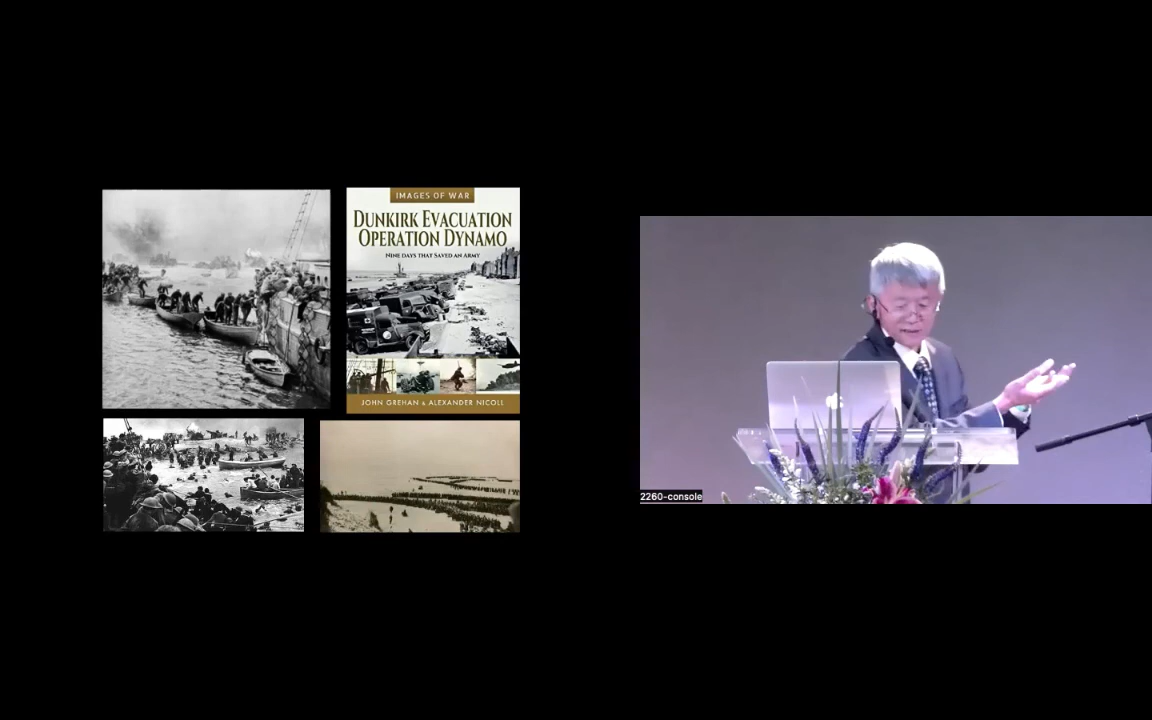 IMAGES OF WAR
DUNKIRK EVACUATION
OPERATION DYNAMO
NINE DAYS THAT SAVED AN ARMY
JOHN GREHAN & ALEXANDER NICOLL
2260-console